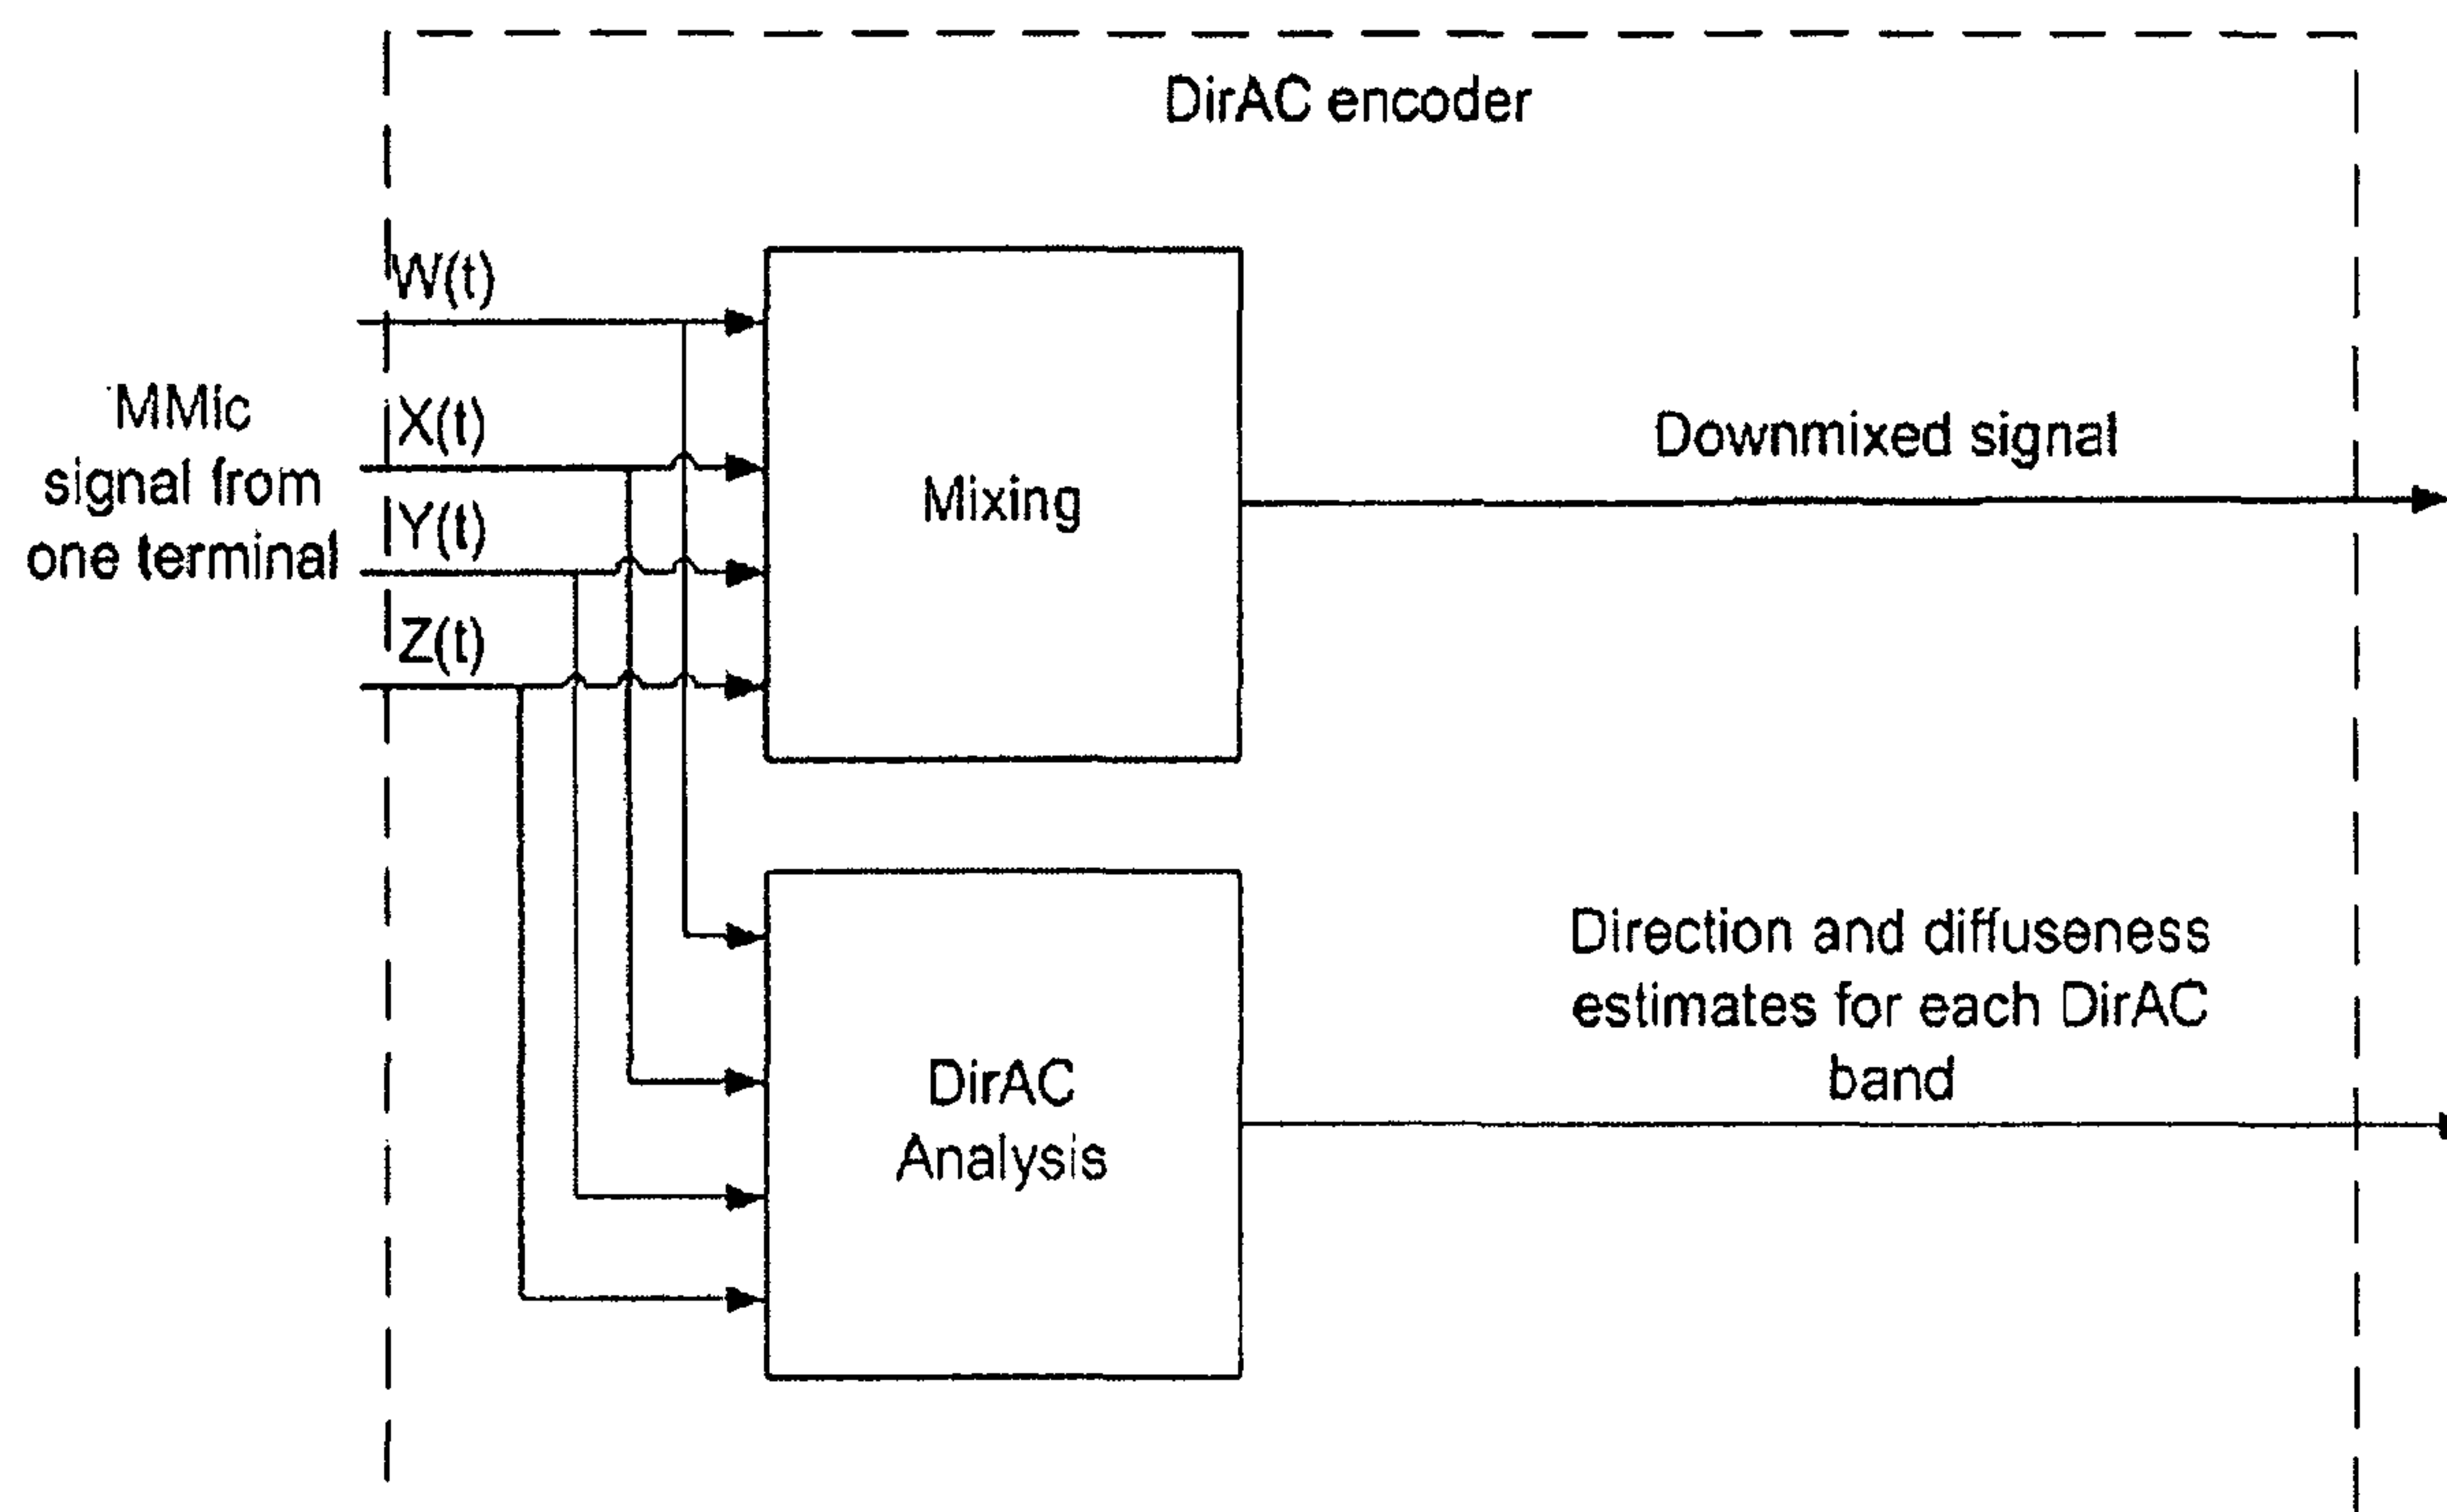 DirAC encoder
W(t)
X(t)
Y(t)
Z(t)
MMic
signal from
one terminal
Mixing
Downmixed signal
DirAC
Analysis
Direction and diffuseness
estimates for each DirAC
band